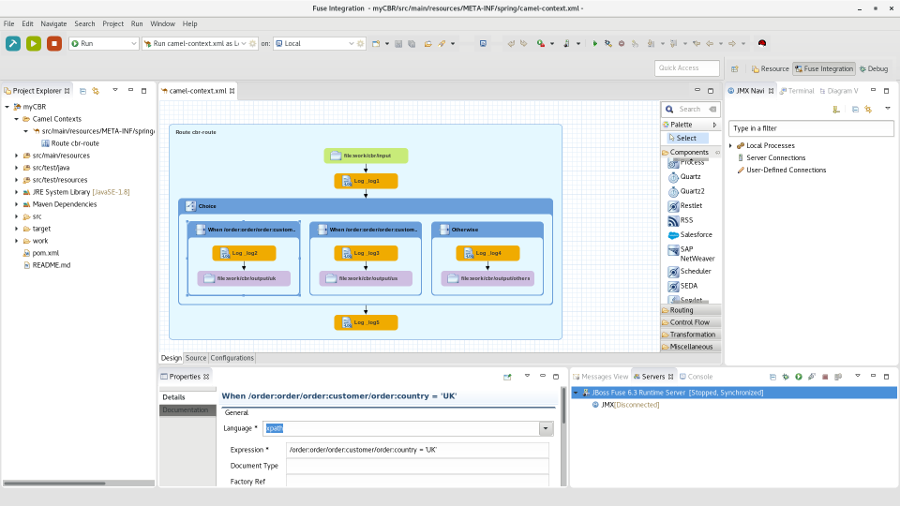 Fuse Integration - myCBR/src/main/resources/META-INF/spring/camel-context.xml -
File Edit Navigate Search Project Run Window Help
Run
Run camel-context.xml as Lo
on:
Local
Quick Access
Resource Fuse Integration Debug
Project Explorer
myCBR
Camel Contexts
src/main/resources/META-INF/spring
Route cbr-route
src/main/resources
src/test/java
src/test/resources
JRE System Library [JavaSE-1.8]
Maven Dependencies
src
target
work
pom.xml
README.md
camel-context.xml
Route cbr-route
file:work/cbr/input
Log _log1
Choice
When /order:order/order:custom...
Log _log2
file:work/cbr/output/uk
When /order:order/order:custom...
Log _log3
file:work/cbr/output/us
Otherwise
Log _log4
file:work/cbr/output/others
Log _log5
Design Source Configurations
Search
Palette
Select
Components
Process
Quartz
Quartz2
Restlet
RSS
Salesforce
SAP
NetWeaver
Scheduler
SEDA
Servlet
Routing
Control Flow
Transformation
Miscellaneous
JMX Navi Terminal Diagram V
Type in a filter
Local Processes
Server Connections
User-Defined Connections
Properties
Details
Documentation
When /order:order/order:customer/order:country = 'UK'
General
Language *
xpath
Expression *
/order:order/order:customer/order:country = 'UK'
Document Type
Factory Ref
Messages View Servers Console
JBoss Fuse 6.3 Runtime Server [Stopped, Synchronized]
JMX[Disconnected]